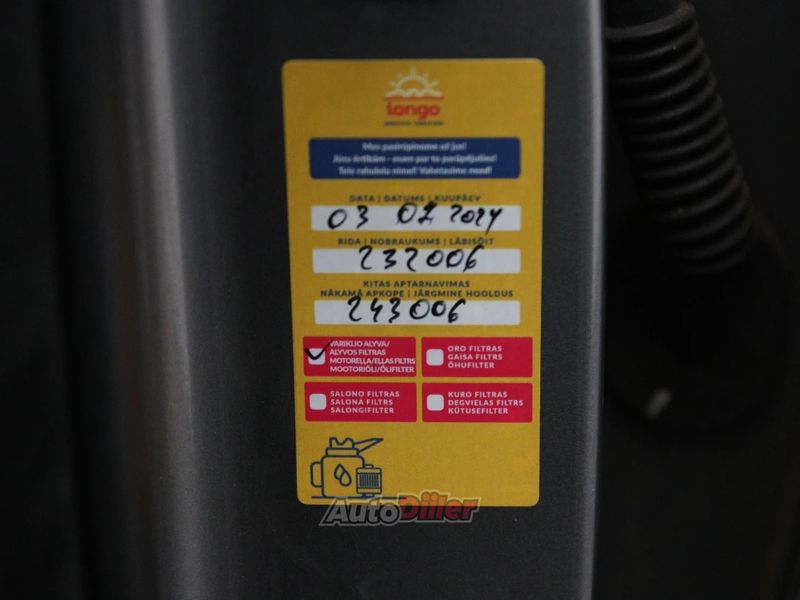 longo
Mes pasirūpinome už jus!
Jūsu ērtībām - esam par to parūpējušies!
Teie rahulolu nimel! Vahetasime need!
DATA | DATUMS | KUUPÄEV
03 02 2024
RIDA | NOBRAUKUMS | LÄBISÕIT
232006
KITAS APTARNAVIMAS
NĀKAMĀ APKOPE | JÄRGMINE HOOLDUS
243006
VARIKLIO ALYVA/
ALYVOS FILTRAS
MOTORELLA/ELLAS FILTRS
MOOTORIÕLI/ÕLIFILTER
ORO FILTRAS
GAISA FILTRS
ÕHUFILTER
SALONO FILTRAS
SALONA FILTRS
SALONGIFILTER
KURO FILTRAS
DEGVIELAS FILTRS
KÜTUSEFILTER
AutoDiiler